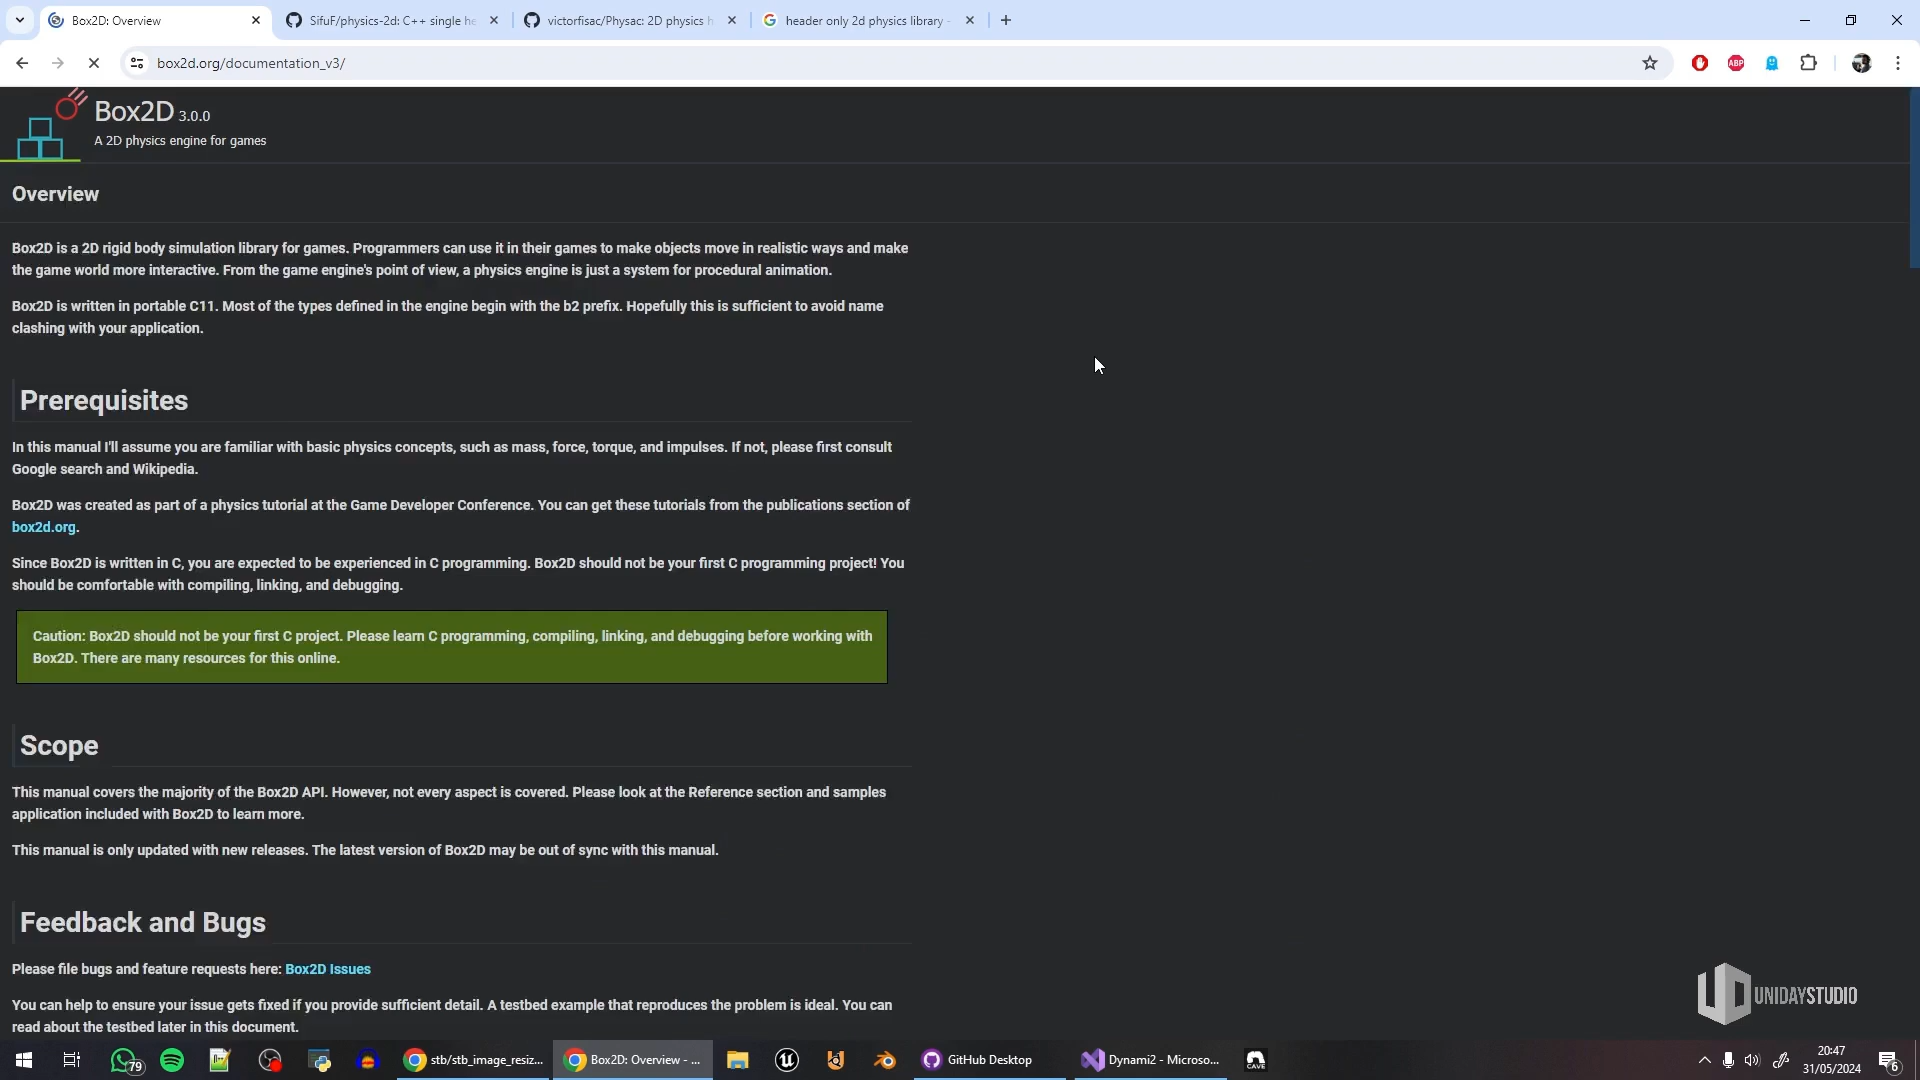 Box2D: Overview
SifuF/physics-2d: C++ single he
victorfisac/Physac: 2D physics h
header only 2d physics library -
box2d.org/documentation_v3/
ABP
Box2D 3.0.0
A 2D physics engine for games
Overview
Box2D is a 2D rigid body simulation library for games. Programmers can use it in their games to make objects move in realistic ways and make
the game world more interactive. From the game engine's point of view, a physics engine is just a system for procedural animation.
Box2D is written in portable C11. Most of the types defined in the engine begin with the b2 prefix. Hopefully this is sufficient to avoid name
clashing with your application.
Prerequisites
In this manual I'll assume you are familiar with basic physics concepts, such as mass, force, torque, and impulses. If not, please first consult
Google search and Wikipedia.
Box2D was created as part of a physics tutorial at the Game Developer Conference. You can get these tutorials from the publications section of
box2d.org.
Since Box2D is written in C, you are expected to be experienced in C programming. Box2D should not be your first C programming project! You
should be comfortable with compiling, linking, and debugging.
Caution: Box2D should not be your first C project. Please learn C programming, compiling, linking, and debugging before working with
Box2D. There are many resources for this online.
Scope
This manual covers the majority of the Box2D API. However, not every aspect is covered. Please look at the Reference section and samples
application included with Box2D to learn more.
This manual is only updated with new releases. The latest version of Box2D may be out of sync with this manual.
Feedback and Bugs
Please file bugs and feature requests here: Box2D Issues
You can help to ensure your issue gets fixed if you provide sufficient detail. A testbed example that reproduces the problem is ideal. You can
read about the testbed later in this document.
UNIDAYSTUDIO
79
stb/stb_image_resiz...
Box2D: Overview - ...
GitHub Desktop
Dynami2 - Microso...
CAVE
20:47
31/05/2024
6